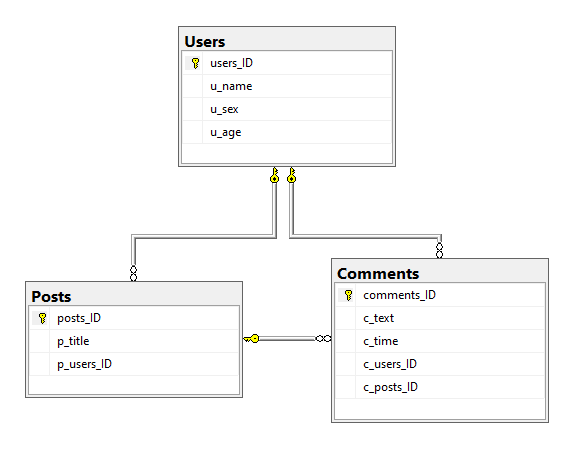 Users
users_ID
u_name
u_sex
u_age
Posts
posts_ID
p_title
p_users_ID
Comments
comments_ID
c_text
c_time
c_users_ID
c_posts_ID